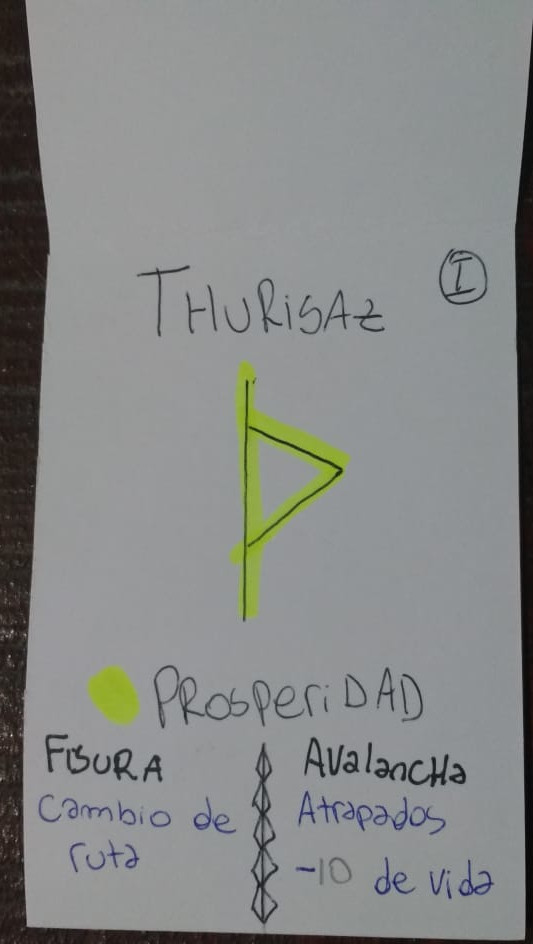 I
THURiSAZ
PROSPERiDAD
FISURA
Cambio de
ruta
AValancHa
Atrapados
-10 de vida